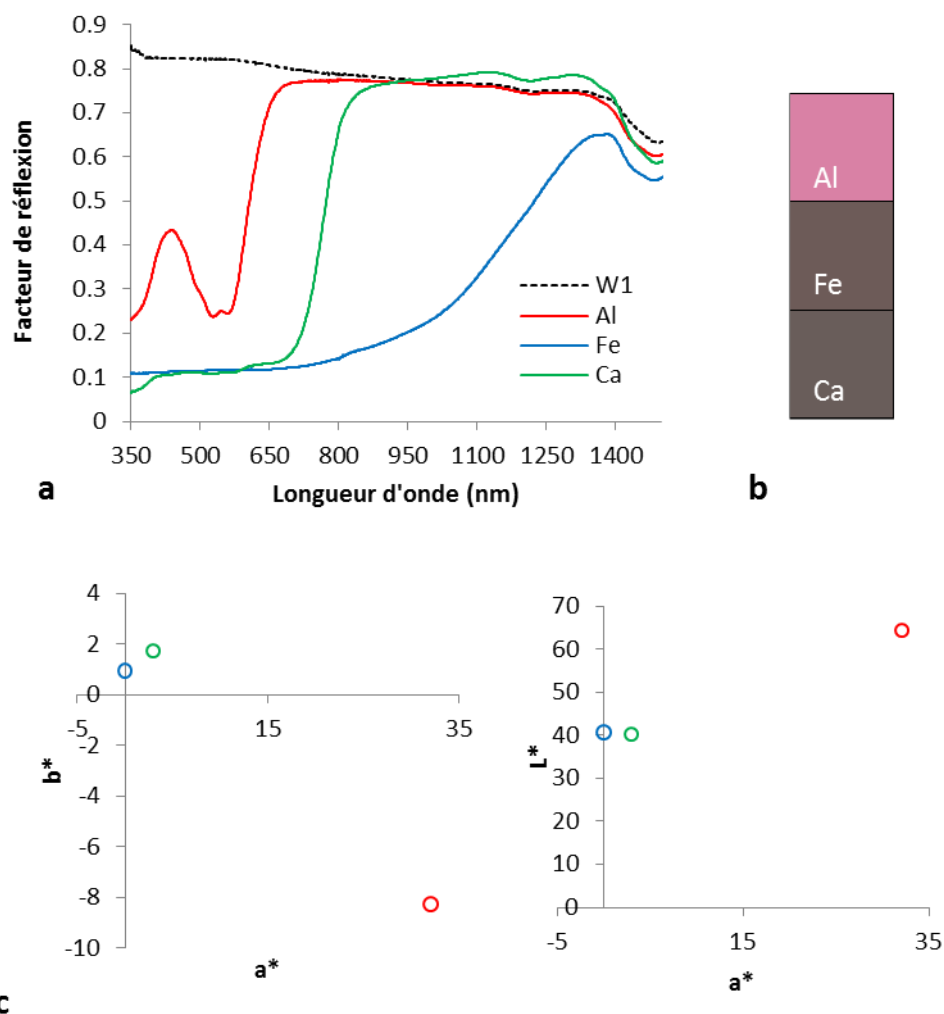 0.9
0.8
0.7
0.6
0.5
0.4
0.3
0.2
0.1
0
Facteur de réflexion
W1
Al
Fe
Ca
350 500 650 800 950 1100 1250 1400
Longueur d'onde (nm)
a
Al
Fe
Ca
b
4
2
0
-2
-4
-6
-8
-10
-5 15 35
b*
a*
70
60
50
40
30
20
10
0
-5 15 35
L*
a*
c